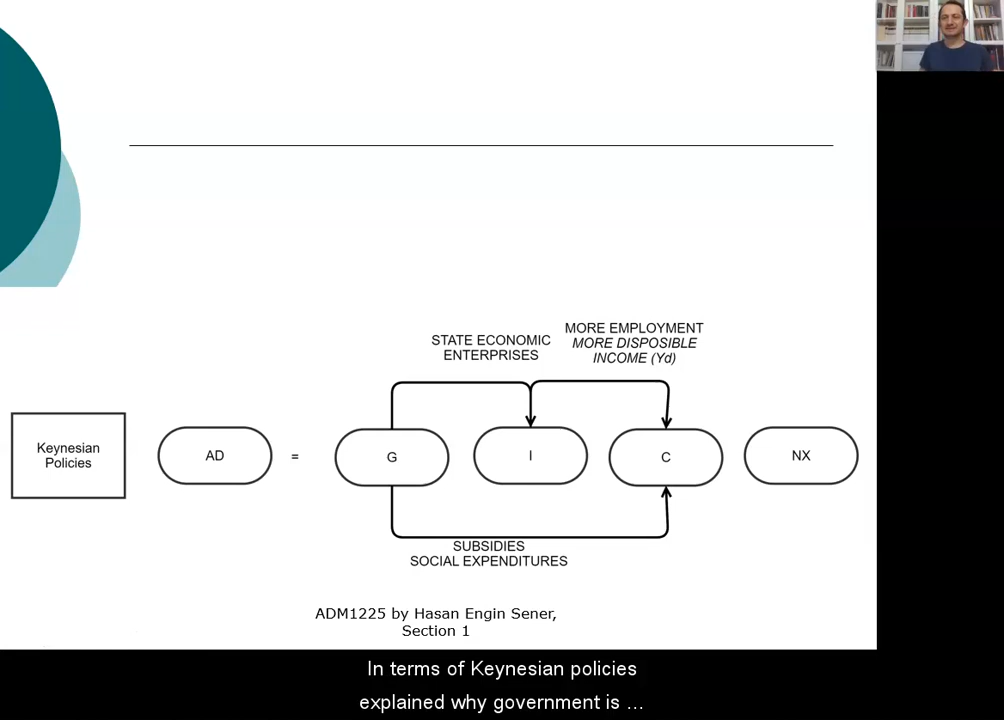 STATE ECONOMIC
ENTERPRISES
MORE EMPLOYMENT
MORE DISPOSIBLE
INCOME (Yd)
Keynesian
Policies
AD
=
G
I
C
NX
SUBSIDIES
SOCIAL EXPENDITURES
ADM1225 by Hasan Engin Sener,
Section 1
In terms of Keynesian policies
explained why government is ...